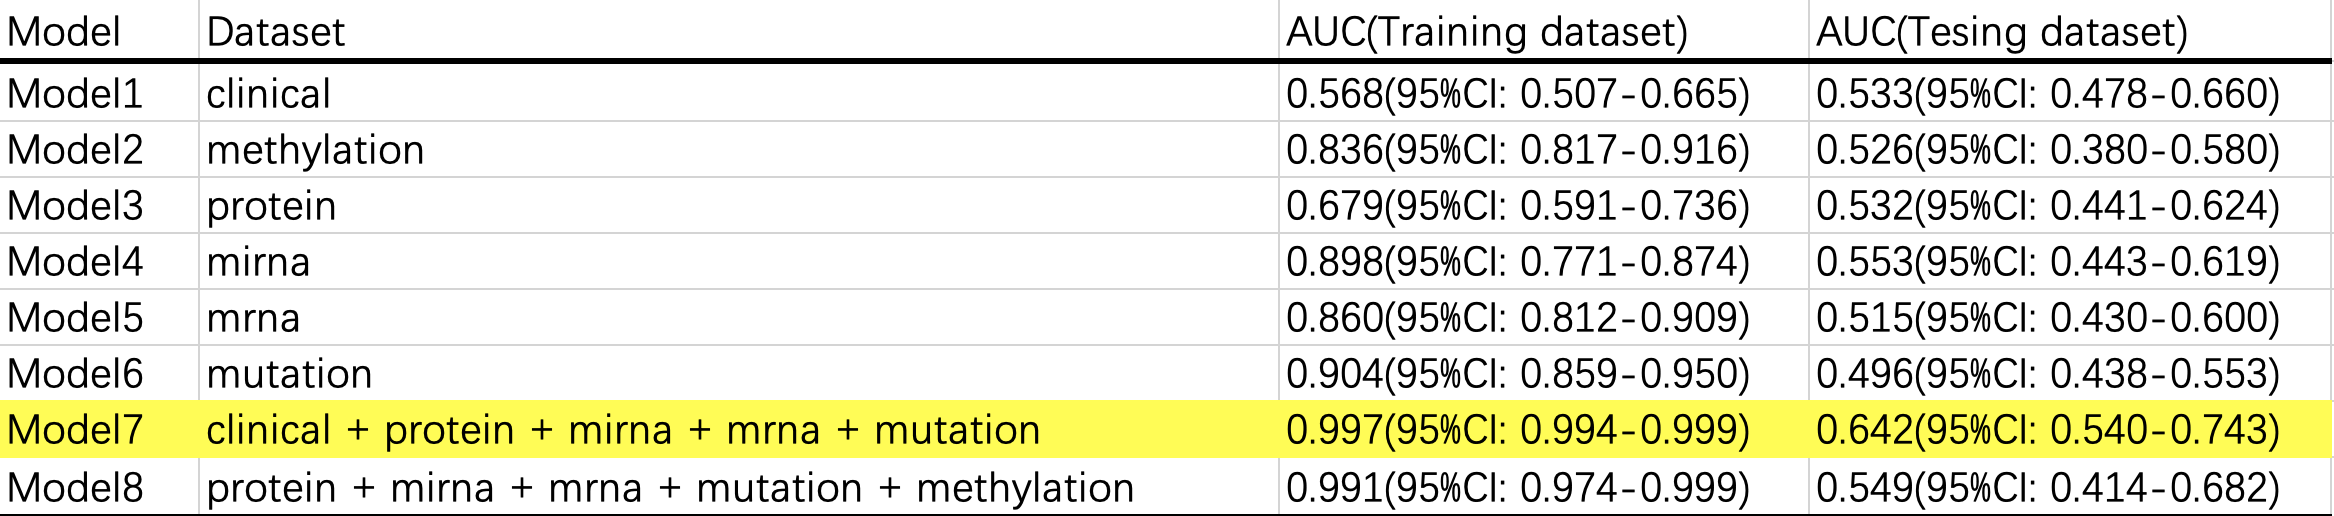 Model Dataset AUC(Training dataset) AUC(Tesing dataset)
Model1 clinical 0.568(95%CI: 0.507-0.665) 0.533(95%CI: 0.478-0.660)
Model2 methylation 0.836(95%CI: 0.817-0.916) 0.526(95%CI: 0.380-0.580)
Model3 protein 0.679(95%CI: 0.591-0.736) 0.532(95%CI: 0.441-0.624)
Model4 mirna 0.898(95%CI: 0.771-0.874) 0.553(95%CI: 0.443-0.619)
Model5 mrna 0.860(95%CI: 0.812-0.909) 0.515(95%CI: 0.430-0.600)
Model6 mutation 0.904(95%CI: 0.859-0.950) 0.496(95%CI: 0.438-0.553)
Model7 clinical + protein + mirna + mrna + mutation 0.997(95%CI: 0.994-0.999) 0.642(95%CI: 0.540-0.743)
Model8 protein + mirna + mrna + mutation + methylation 0.991(95%CI: 0.974-0.999) 0.549(95%CI: 0.414-0.682)